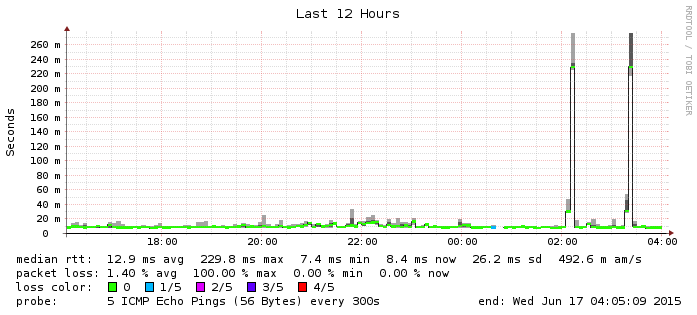 Last 12 Hours
RRDTOOL / TOBI OETIKER
Seconds
260 m
240 m
220 m
200 m
180 m
160 m
140 m
120 m
100 m
80 m
60 m
40 m
20 m
0
18:00 20:00 22:00 00:00 02:00 04:00
median rtt: 12.9 ms avg 229.8 ms max 7.4 ms min 8.4 ms now 26.2 ms sd 492.6 m am/s
packet loss: 1.40 % avg 100.00 % max 0.00 % min 0.00 % now
loss color: 0 1/5 2/5 3/5 4/5
probe: 5 ICMP Echo Pings (56 Bytes) every 300s end: Wed Jun 17 04:05:09 2015